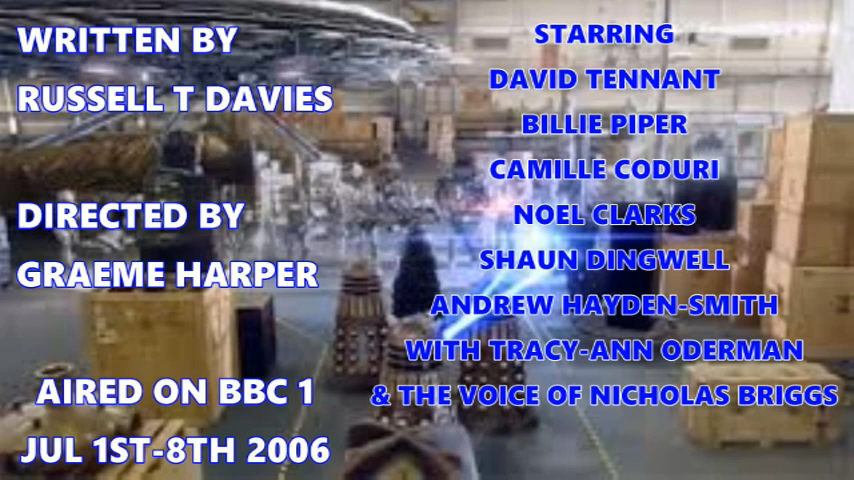 WRITTEN BY
RUSSELL T DAVIES
DIRECTED BY
GRAEME HARPER
AIRED ON BBC 1
JUL 1ST-8TH 2006
STARRING
DAVID TENNANT
BILLIE PIPER
CAMILLE CODURI
NOEL CLARKS
SHAUN DINGWELL
ANDREW HAYDEN-SMITH
WITH TRACY-ANN ODERMAN
& THE VOICE OF NICHOLAS BRIGGS